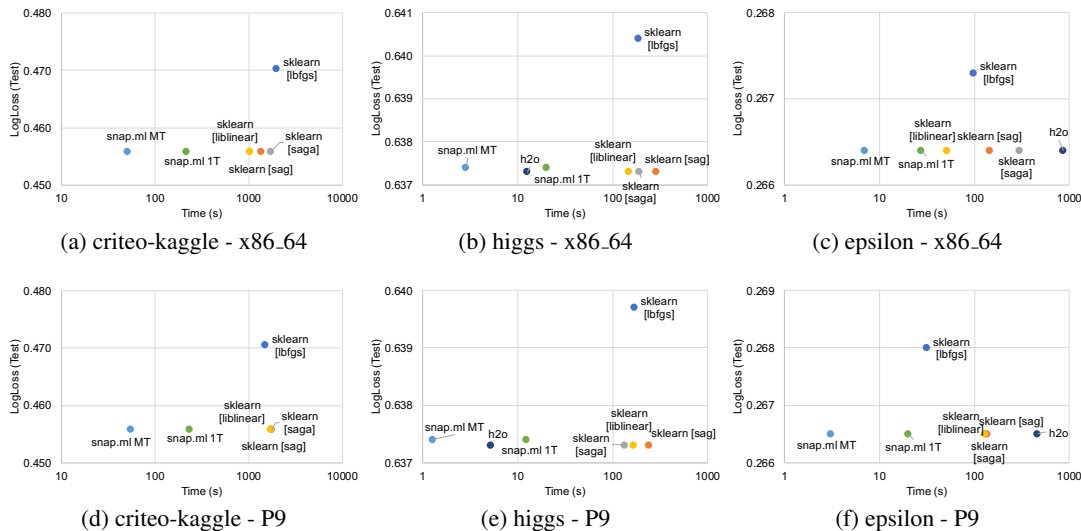 0.480
0.470
0.460
0.450
LogLoss (Test)
sklearn
[lbfgs]
snap.ml MT
snap.ml 1T
sklearn
[liblinear]
sklearn
[saga]
sklearn [sag]
10
100
1000
10000
Time (s)
(a) criteo-kaggle - x86_64
0.641
0.640
0.639
0.638
0.637
LogLoss (Test)
sklearn
[lbfgs]
snap.ml MT
h2o
snap.ml 1T
sklearn
[liblinear]
sklearn [sag]
sklearn
1
10
100
1000
Time (s)
(b) higgs - x86_64
0.268
0.267
0.266
LogLoss (Test)
sklearn
[lbfgs]
snap.ml MT
snap.ml 1T
sklearn
[liblinear]
sklearn [sag]
sklearn
[saga]
h2o
1
10
100
1000
Time (s)
(c) epsilon - x86_64
0.480
0.470
0.460
0.450
LogLoss (Test)
sklearn
[lbfgs]
snap.ml MT
snap.ml 1T
sklearn
[liblinear]
sklearn
[saga]
sklearn [sag]
10
100
1000
10000
Time (s)
(d) criteo-kaggle - P9
0.640
0.639
0.638
0.637
LogLoss (Test)
sklearn
[lbfgs]
snap.ml MT
h2o
snap.ml 1T
sklearn
[liblinear]
sklearn [sag]
sklearn
[saga]
1
10
100
1000
Time (s)
(e) higgs - P9
0.269
0.268
0.267
0.266
LogLoss (Test)
sklearn
[lbfgs]
snap.ml MT
snap.ml 1T
sklearn
[liblinear]
sklearn [sag]
sklearn
[saga]
h2o
1
10
100
1000
Time (s)
(f) epsilon - P9